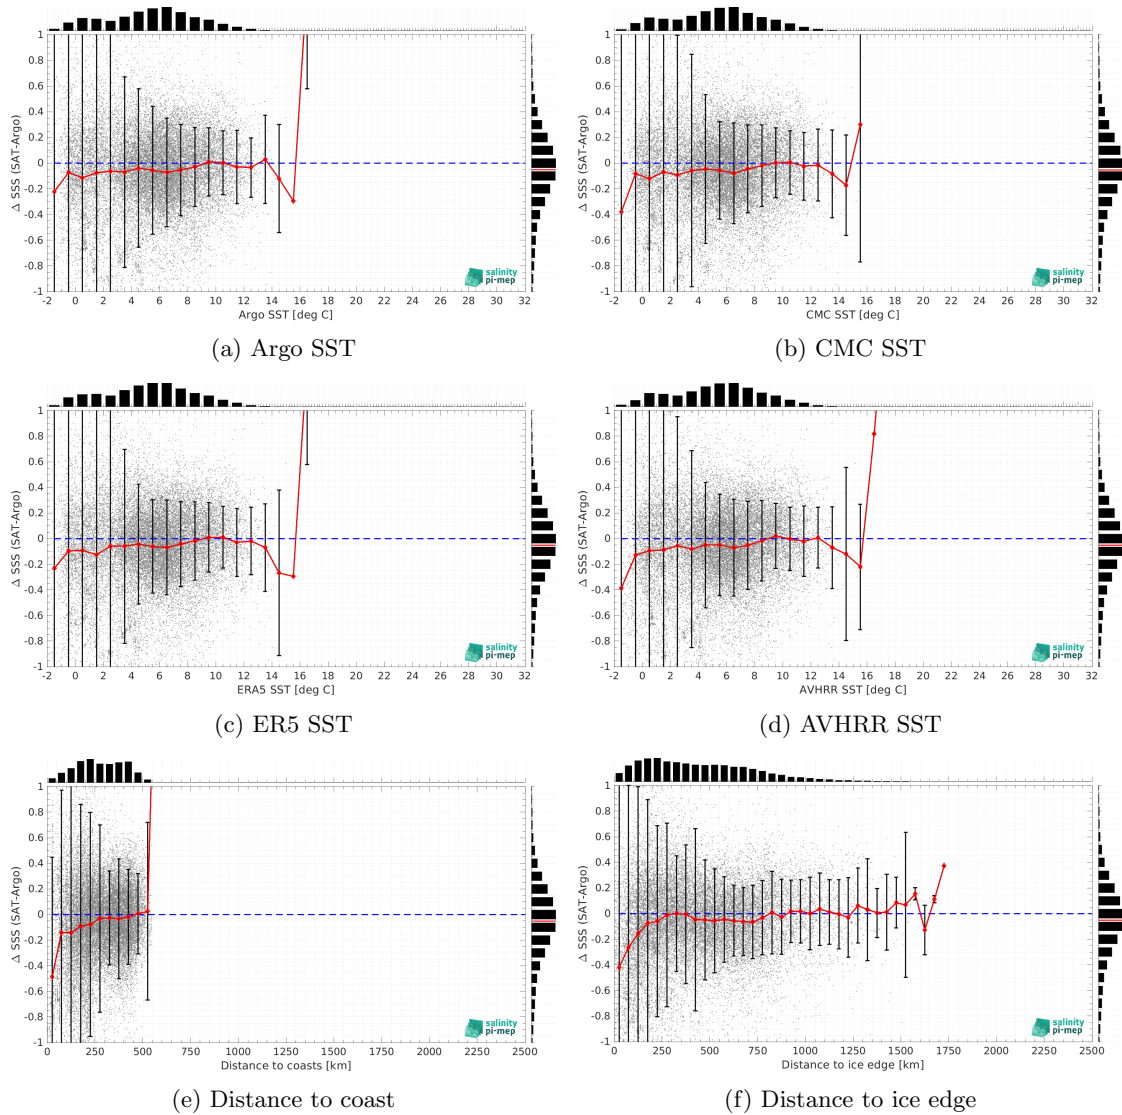 1
0.8
0.6
0.4
0.2
0
-0.2
-0.4
-0.6
-0.8
-1
Δ SSS (SAT-Argo)
salinity
pi-mep
-2 0 2 4 6 8 10 12 14 16 18 20 22 24 26 28 30 32
Argo SST [deg C]
(a) Argo SST
1
0.8
0.6
0.4
0.2
0
-0.2
-0.4
-0.6
-0.8
-1
Δ SSS (SAT-Argo)
salinity
pi-mep
-2 0 2 4 6 8 10 12 14 16 18 20 22 24 26 28 30 32
CMC SST [deg C]
(b) CMC SST
1
0.8
0.6
0.4
0.2
0
-0.2
-0.4
-0.6
-0.8
-1
Δ SSS (SAT-Argo)
salinity
pi-mep
-2 0 2 4 6 8 10 12 14 16 18 20 22 24 26 28 30 32
ERA5 SST [deg C]
(c) ER5 SST
1
0.8
0.6
0.4
0.2
0
-0.2
-0.4
-0.6
-0.8
-1
Δ SSS (SAT-Argo)
salinity
pi-mep
-2 0 2 4 6 8 10 12 14 16 18 20 22 24 26 28 30 32
AVHRR SST [deg C]
(d) AVHRR SST
1
0.8
0.6
0.4
0.2
0
-0.2
-0.4
-0.6
-0.8
-1
Δ SSS (SAT-Argo)
salinity
pi-mep
0 250 500 750 1000 1250 1500 1750 2000 2250 2500
Distance to coasts [km]
(e) Distance to coast
1
0.8
0.6
0.4
0.2
0
-0.2
-0.4
-0.6
-0.8
-1
Δ SSS (SAT-Argo)
salinity
pi-mep
0 250 500 750 1000 1250 1500 1750 2000 2250 2500
Distance to ice edge [km]
(f) Distance to ice edge